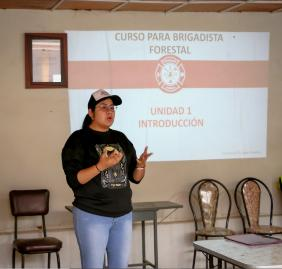 CURSO PARA BRIGADISTA
FORESTAL
UNIDAD 1
INTRODUCCIÓN